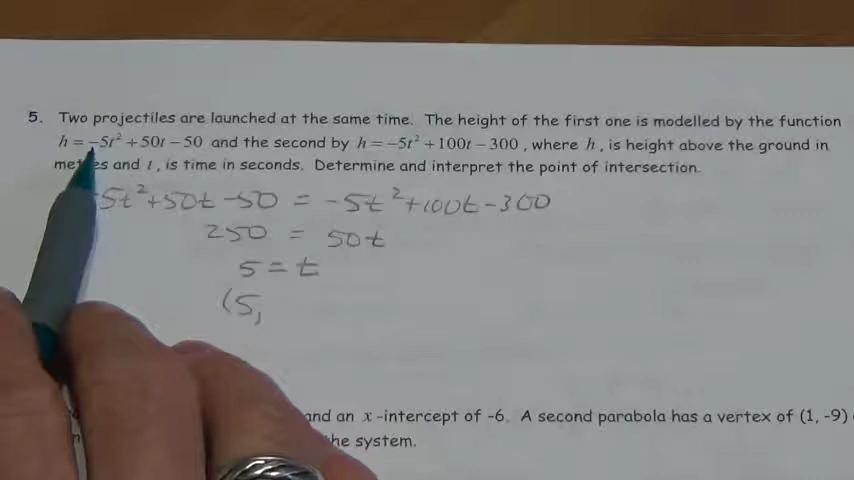 5. Two projectiles are launched at the same time. The height of the first one is modelled by the function
h = -5t² + 50t - 50 and the second by h = -5t² + 100t - 300, where h, is height above the ground in
and t, is time in seconds. Determine and interpret the point of intersection.
5t² + 50t - 50 = -5t² + 100t - 300
250 = 50t
5 = t
(5,
and an x-intercept of -6. A second parabola has a vertex of (1, -9)
the system.